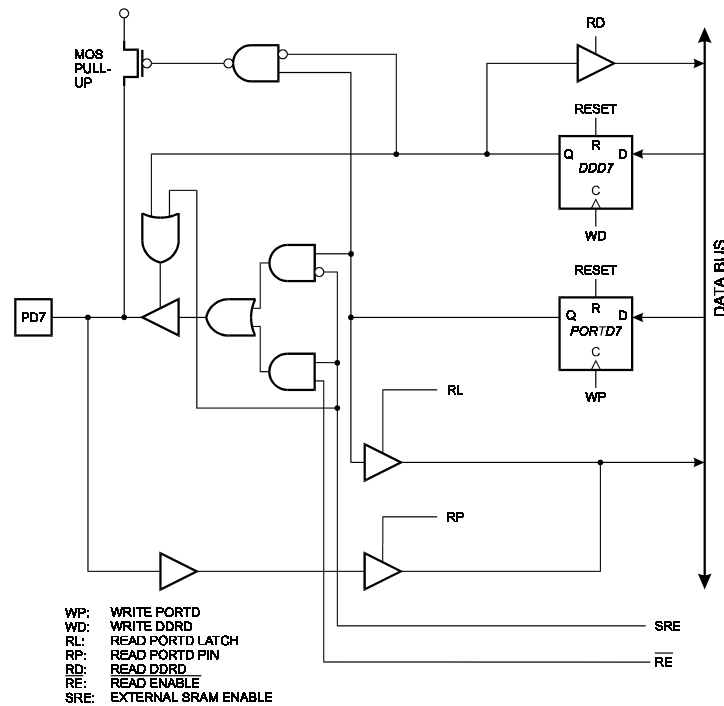 RD
MOS
PULL-
UP
RESET
R
Q
D
DDD7
C
WD
DATA BUS
RESET
PD7
R
Q
D
PORTD7
C
WP
RL
RP
WP: WRITE PORTD
WD: WRITE DDRD
RL: READ PORTD LATCH
RP: READ PORTD PIN
RD: READ DDRD
RE: READ ENABLE
SRE: EXTERNAL SRAM ENABLE
SRE
RE